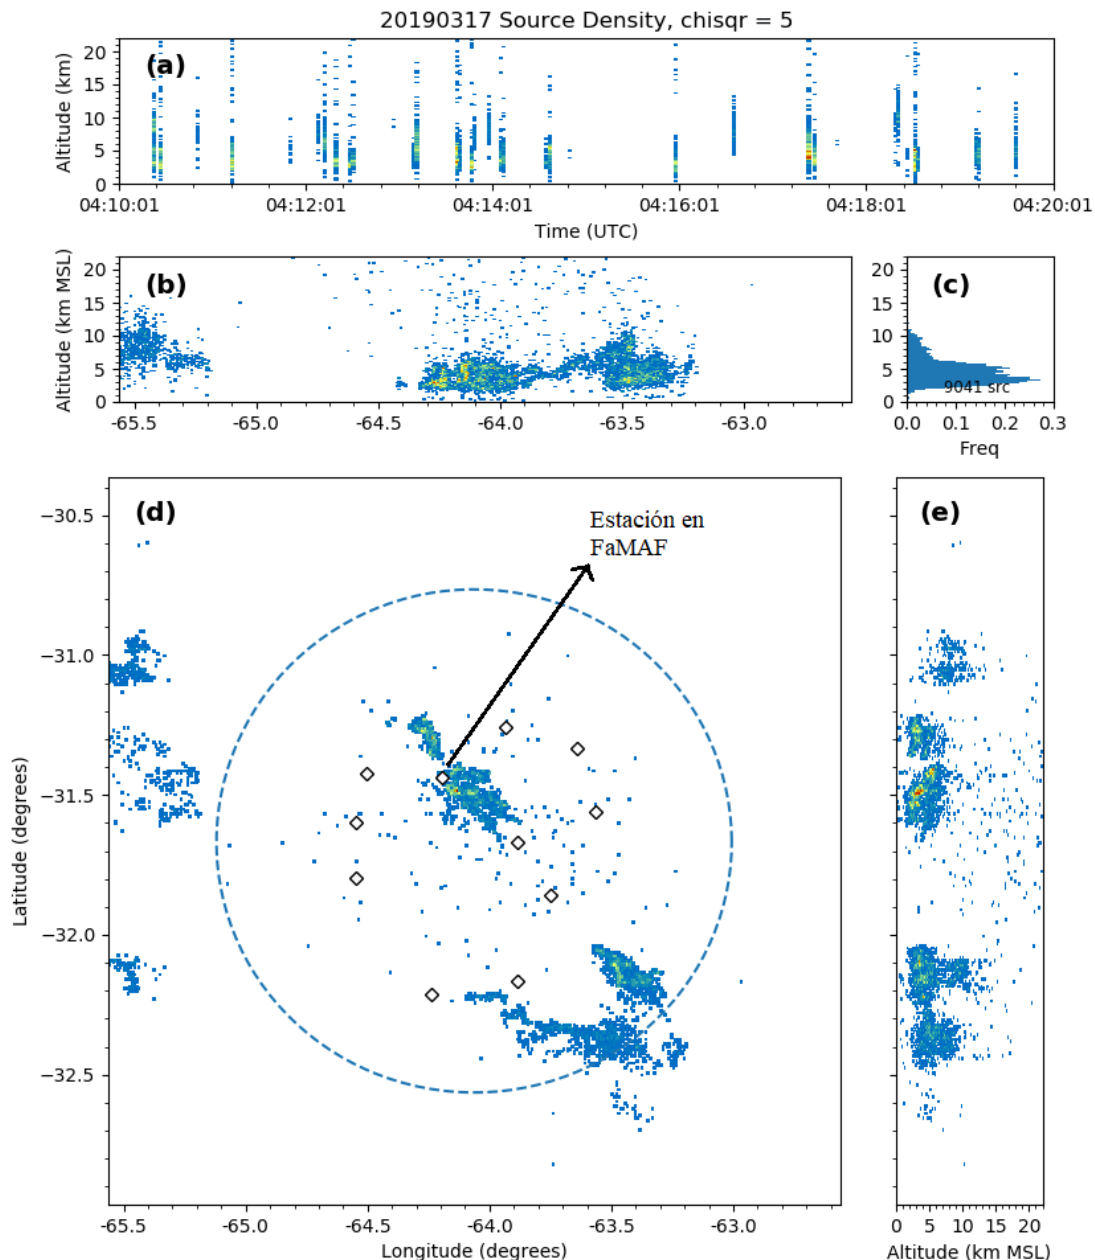 20190317 Source Density, chisqr = 5
(a)
Altitude (km)
20
15
10
5
0
04:10:01 04:12:01 04:14:01 04:16:01 04:18:01 04:20:01
Time (UTC)
(b)
Altitude (km MSL)
20
15
10
5
0
-65.5 -65.0 -64.5 -64.0 -63.5 -63.0
(c)
20
15
10
5
0
9041 src
0.0 0.1 0.2 0.3
Freq
(d)
Estación en
FaMAF
Latitude (degrees)
−30.5
−31.0
−31.5
−32.0
−32.5
-65.5 -65.0 -64.5 -64.0 -63.5 -63.0
Longitude (degrees)
(e)
0 5 10 15 20
Altitude (km MSL)